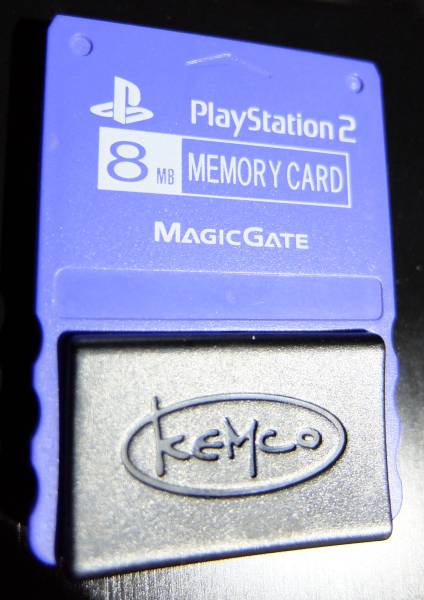 PlayStation 2
8 MB MEMORY CARD
MAGICGATE
KEMCO